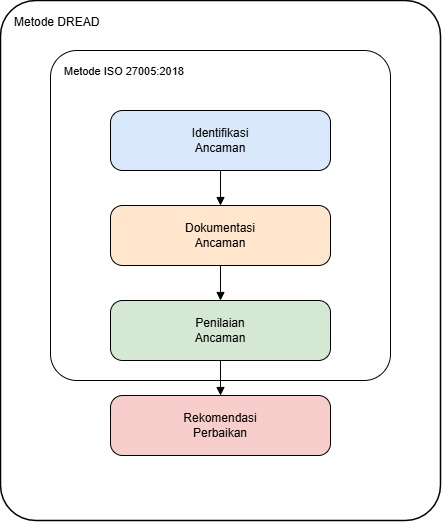 Metode DREAD
Metode ISO 27005:2018
Identifikasi
Ancaman
Dokumentasi
Ancaman
Penilaian
Ancaman
Rekomendasi
Perbaikan